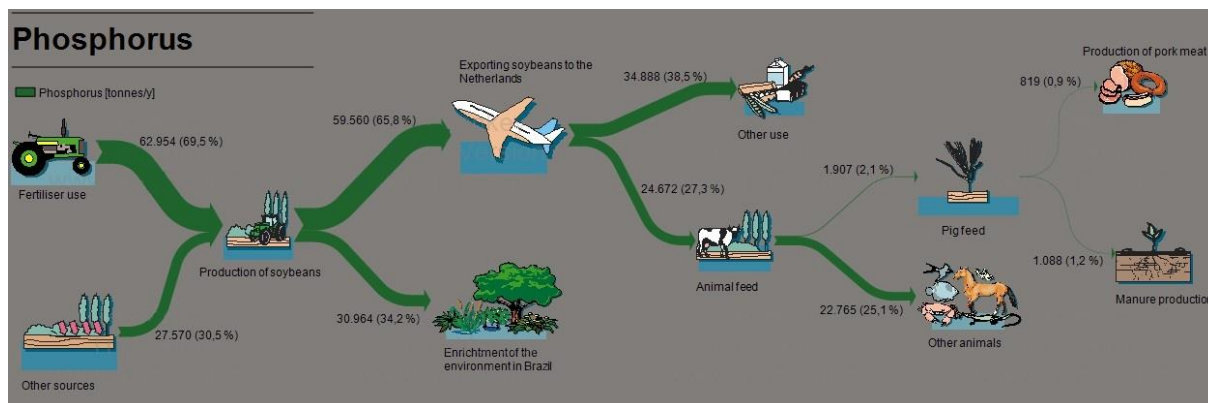 Phosphorus
Phosphorus [tonnes/y]
62.954 (69,5 %)
Fertiliser use
27.570 (30,5 %)
Other sources
Production of soybeans
59.560 (65,8 %)
30.964 (34,2 %)
Exporting soybeans to the
Netherlands
Enrichtment of the
environment in Brazil
34.888 (38,5 %)
Other use
24.672 (27,3 %)
Animal feed
1.907 (2,1 %)
Pig feed
22.765 (25,1 %)
Other animals
819 (0,9 %)
Production of pork meat
1.088 (1,2 %)
Manure production